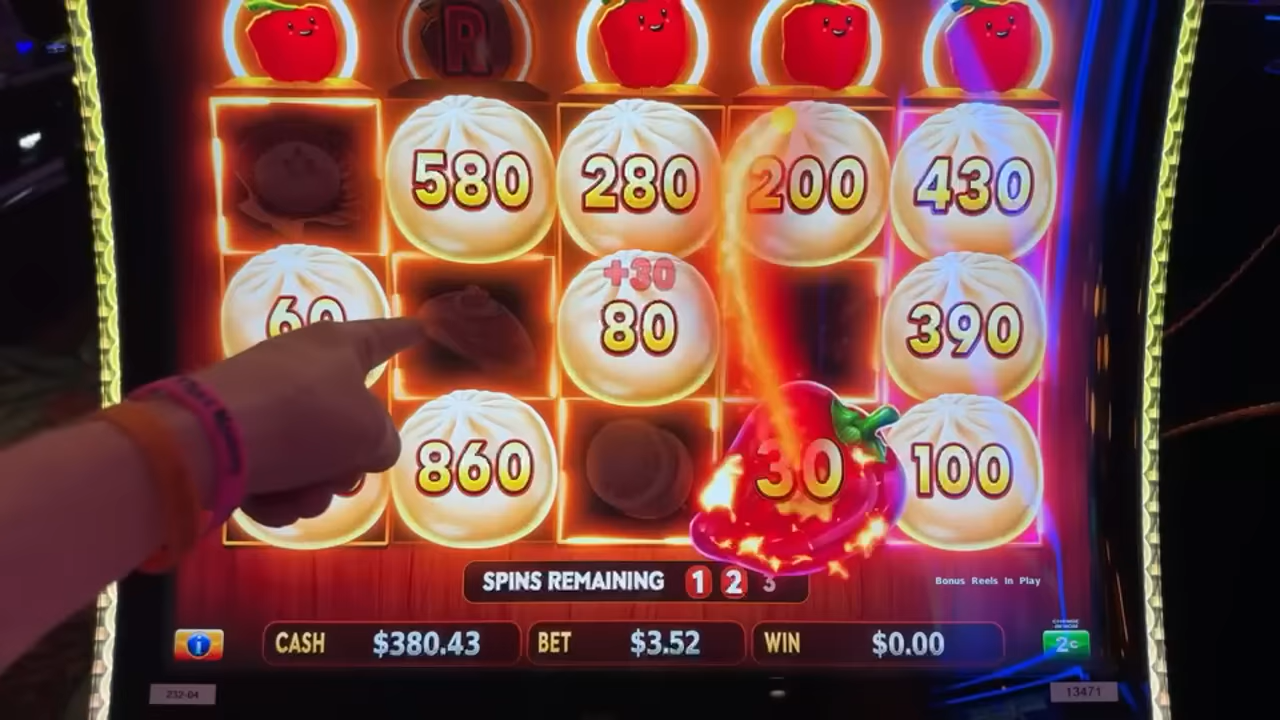 R
580 280 200 430
+30
60 80 390
860 30 100
SPINS REMAINING 1 2 3
Bonus Reels In Play
CASH $380.43 BET $3.52 WIN $0.00
2¢
232-04
13471